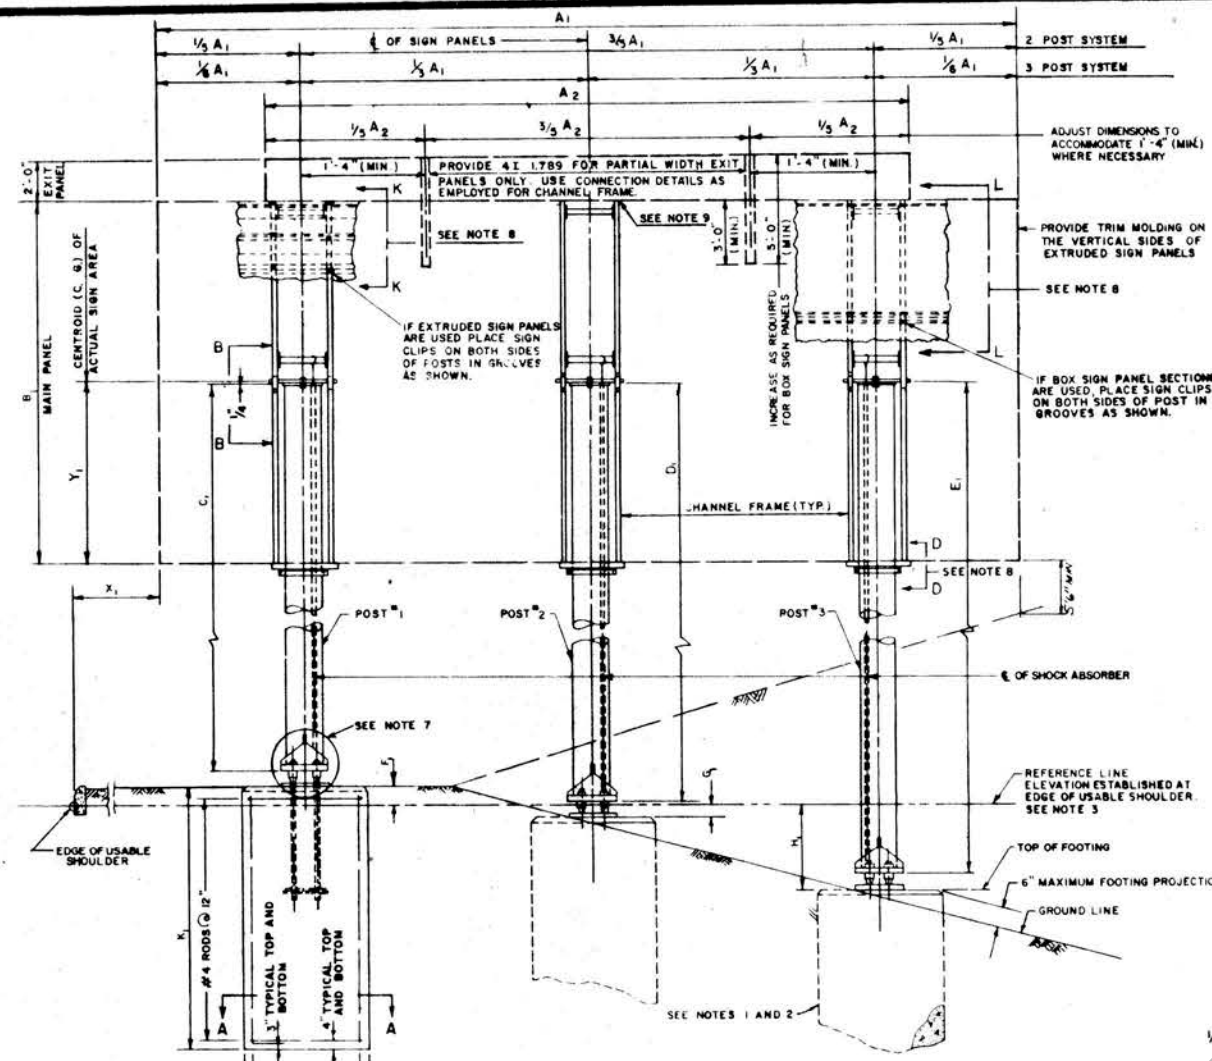 A₁
1/5 A₁
℄ OF SIGN PANELS
3/5 A₁
1/5 A₁
2 POST SYSTEM
1/6 A₁
1/3 A₁
1/3 A₁
1/6 A₁
3 POST SYSTEM
A₂
1/5 A₂
3/5 A₂
1/5 A₂
ADJUST DIMENSIONS TO
ACCOMMODATE 1'-4" (MIN.)
WHERE NECESSARY
2'-0"
EXIT
PANEL
1'-4" (MIN.)
PROVIDE 4 I 1.789 FOR PARTIAL WIDTH EXIT
PANELS ONLY. USE CONNECTION DETAILS AS
EMPLOYED FOR CHANNEL FRAME.
1'-4" (MIN.)
K
L
SEE NOTE 8
K
SEE NOTE 9
3'-0"
(MIN.)
5'-0"
(MIN.)
PROVIDE TRIM MOLDING ON
THE VERTICAL SIDES OF
EXTRUDED SIGN PANELS
SEE NOTE 8
L
B₁
MAIN PANEL
CENTROID (C. G.) OF
ACTUAL SIGN AREA
IF EXTRUDED SIGN PANELS
ARE USED PLACE SIGN
CLIPS ON BOTH SIDES
OF POSTS IN GROOVES
AS SHOWN.
INCREASE AS REQUIRED
FOR BOX SIGN PANELS
IF BOX SIGN PANEL SECTIONS
ARE USED, PLACE SIGN CLIPS
ON BOTH SIDES OF POST IN
GROOVES AS SHOWN.
B
1/4"
B
Y₁
C₁
D₁
E₁
CHANNEL FRAME (TYP.)
D
SEE NOTE 8
D
X₁
5'-6" MIN
POST #1
POST #2
POST #3
℄ OF SHOCK ABSORBER
SEE NOTE 7
F₁
G₁
H₁
REFERENCE LINE
ELEVATION ESTABLISHED AT
EDGE OF USABLE SHOULDER.
SEE NOTE 3
EDGE OF USABLE
SHOULDER
TOP OF FOOTING
6" MAXIMUM FOOTING PROJECTIO
GROUND LINE
K₁
#4 RODS @ 12"
3" TYPICAL TOP AND
BOTTOM
4" TYPICAL TOP
AND BOTTOM
A
A
SEE NOTES 1 AND 2